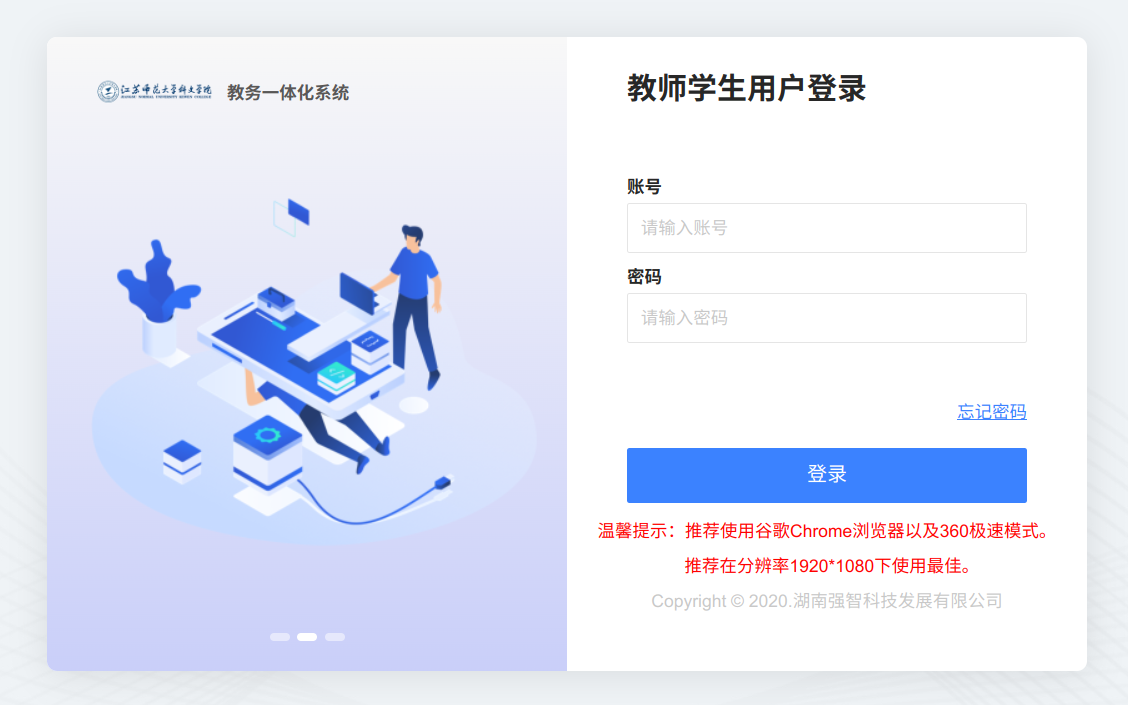 江苏师范大学科文学院 教务一体化系统
教师学生用户登录
账号
请输入账号
密码
请输入密码
忘记密码
登录
温馨提示：推荐使用谷歌Chrome浏览器以及360极速模式。
推荐在分辨率1920*1080下使用最佳。
Copyright © 2020.湖南强智科技发展有限公司